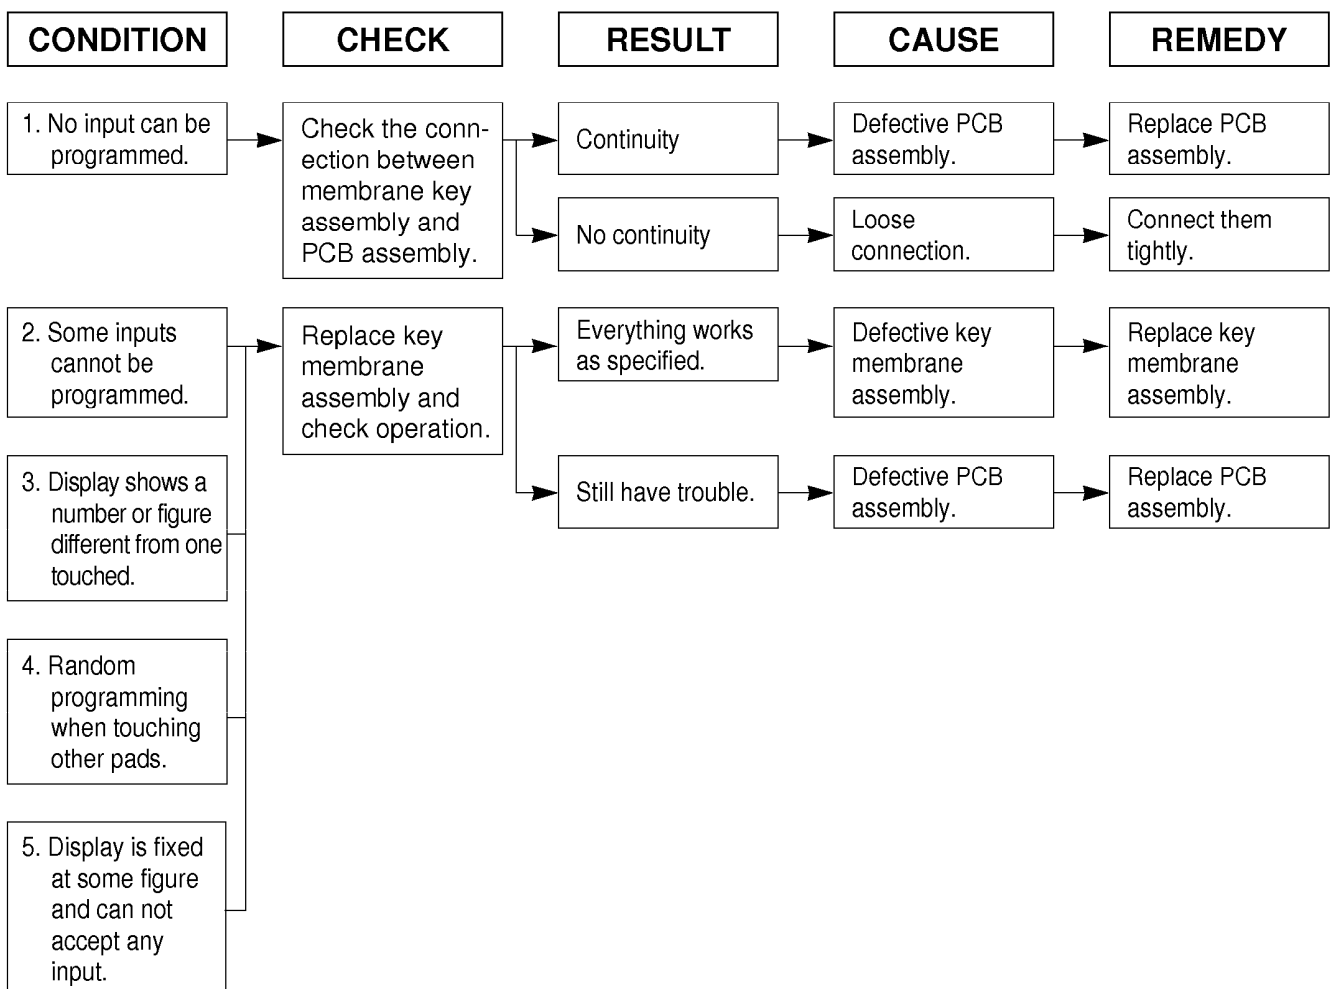 CONDITION
CHECK
RESULT
CAUSE
REMEDY
1. No input can be
programmed.
Check the conn-
ection between
membrane key
assembly and
PCB assembly.
Continuity
Defective PCB
assembly.
Replace PCB
assembly.
No continuity
Loose
connection.
Connect them
tightly.
2. Some inputs
cannot be
programmed.
Replace key
membrane
assembly and
check operation.
Everything works
as specified.
Defective key
membrane
assembly.
Replace key
membrane
assembly.
Still have trouble.
Defective PCB
assembly.
Replace PCB
assembly.
3. Display shows a
number or figure
different from one
touched.
4. Random
programming
when touching
other pads.
5. Display is fixed
at some figure
and can not
accept any
input.